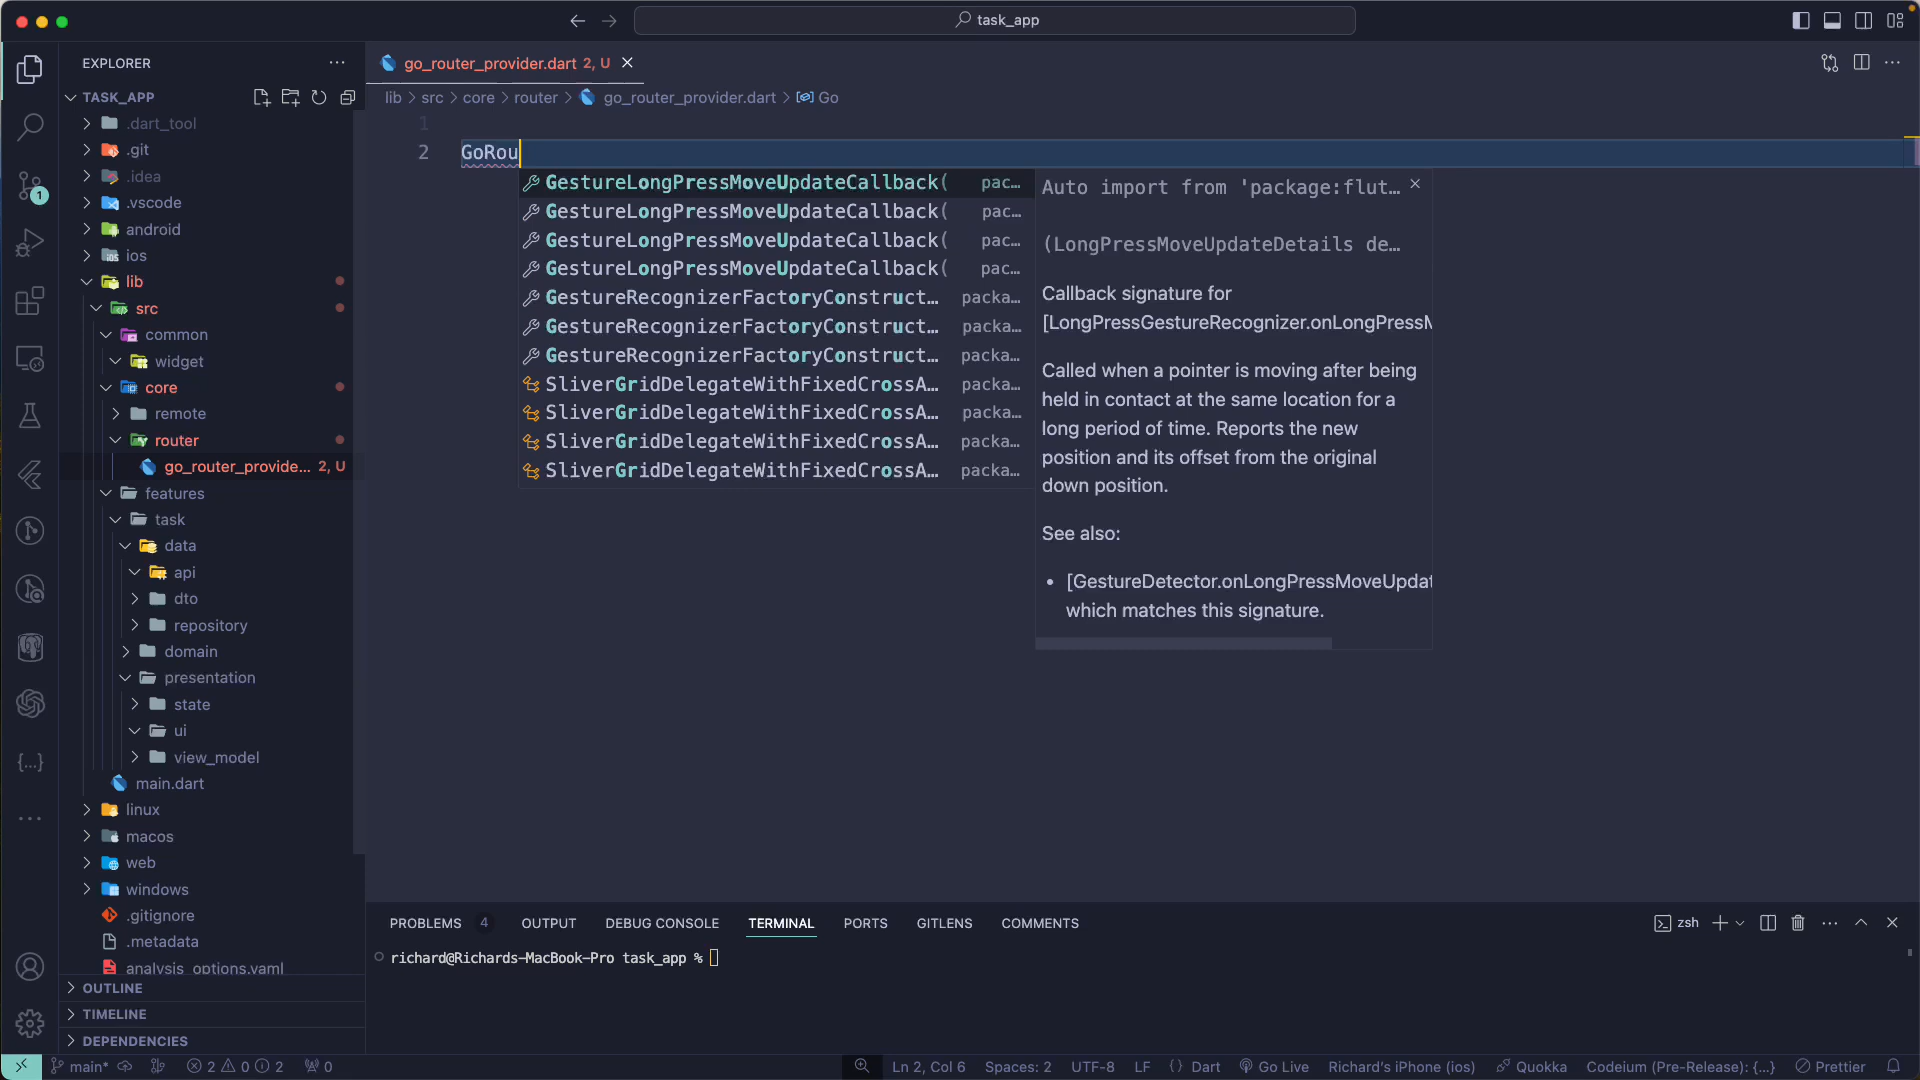 task_app
EXPLORER
TASK_APP
.dart_tool
.git
.idea
.vscode
android
ios
lib
src
common
widget
core
remote
router
go_router_provide... 2, U
features
task
data
api
dto
repository
domain
presentation
state
ui
view_model
main.dart
linux
macos
web
windows
.gitignore
.metadata
analysis_options.yaml
OUTLINE
TIMELINE
DEPENDENCIES
1
go_router_provider.dart 2, U
lib > src > core > router > go_router_provider.dart > Go
1
2 GoRou
GestureLongPressMoveUpdateCallback( pac…
GestureLongPressMoveUpdateCallback( pac…
GestureLongPressMoveUpdateCallback( pac…
GestureLongPressMoveUpdateCallback( pac…
GestureRecognizerFactoryConstruct… packa…
GestureRecognizerFactoryConstruct… packa…
GestureRecognizerFactoryConstruct… packa…
SliverGridDelegateWithFixedCrossA… packa…
SliverGridDelegateWithFixedCrossA… packa…
SliverGridDelegateWithFixedCrossA… packa…
SliverGridDelegateWithFixedCrossA… packa…
Auto import from 'package:flut…
(LongPressMoveUpdateDetails de…
Callback signature for
[LongPressGestureRecognizer.onLongPressM
Called when a pointer is moving after being
held in contact at the same location for a
long period of time. Reports the new
position and its offset from the original
down position.
See also:
• [GestureDetector.onLongPressMoveUpdat
which matches this signature.
PROBLEMS 4 OUTPUT DEBUG CONSOLE TERMINAL PORTS GITLENS COMMENTS
zsh
richard@Richards-MacBook-Pro task_app %
main* 2 0 2 0
Ln 2, Col 6 Spaces: 2 UTF-8 LF {} Dart Go Live Richard's iPhone (ios) Quokka Codeium (Pre-Release): {...} Prettier